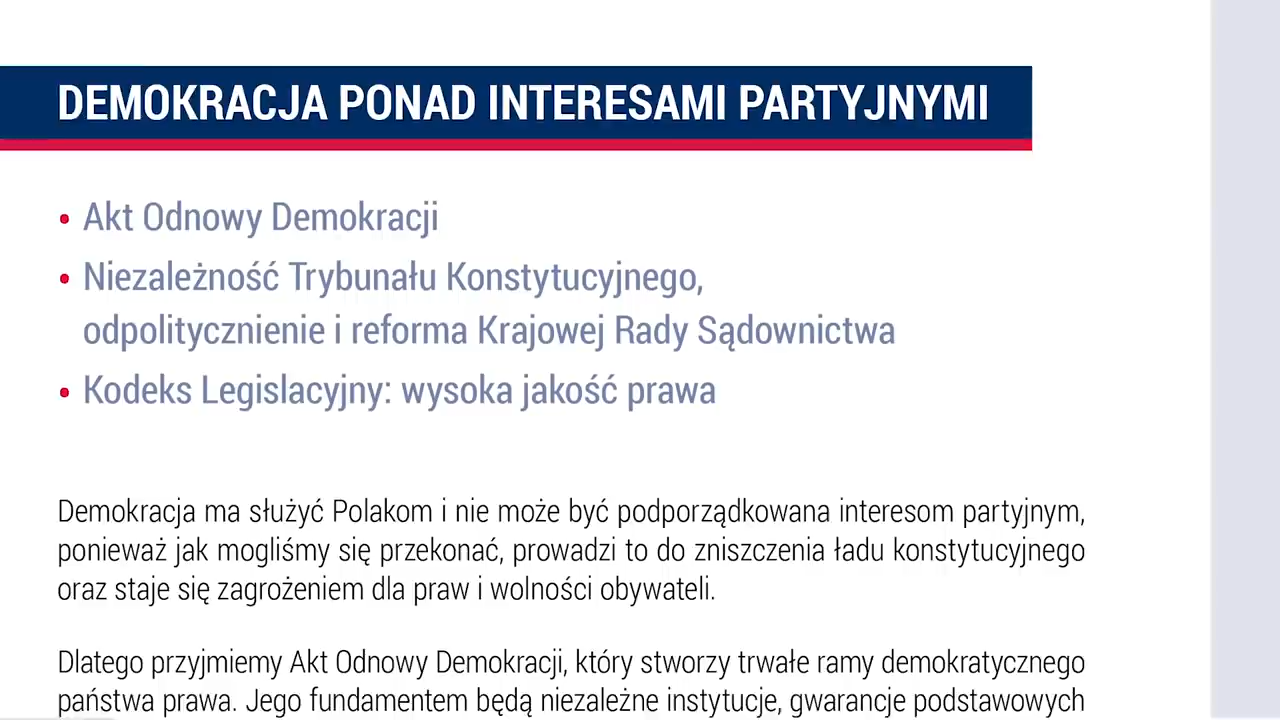 DEMOKRACJA PONAD INTERESAMI PARTYJNYMI
• Akt Odnowy Demokracji
• Niezależność Trybunału Konstytucyjnego,
odpolitycznienie i reforma Krajowej Rady Sądownictwa
• Kodeks Legislacyjny: wysoka jakość prawa
Demokracja ma służyć Polakom i nie może być podporządkowana interesom partyjnym,
ponieważ jak mogliśmy się przekonać, prowadzi to do zniszczenia ładu konstytucyjnego
oraz staje się zagrożeniem dla praw i wolności obywateli.
Dlatego przyjmiemy Akt Odnowy Demokracji, który stworzy trwałe ramy demokratycznego
państwa prawa. Jego fundamentem będą niezależne instytucje, gwarancje podstawowych